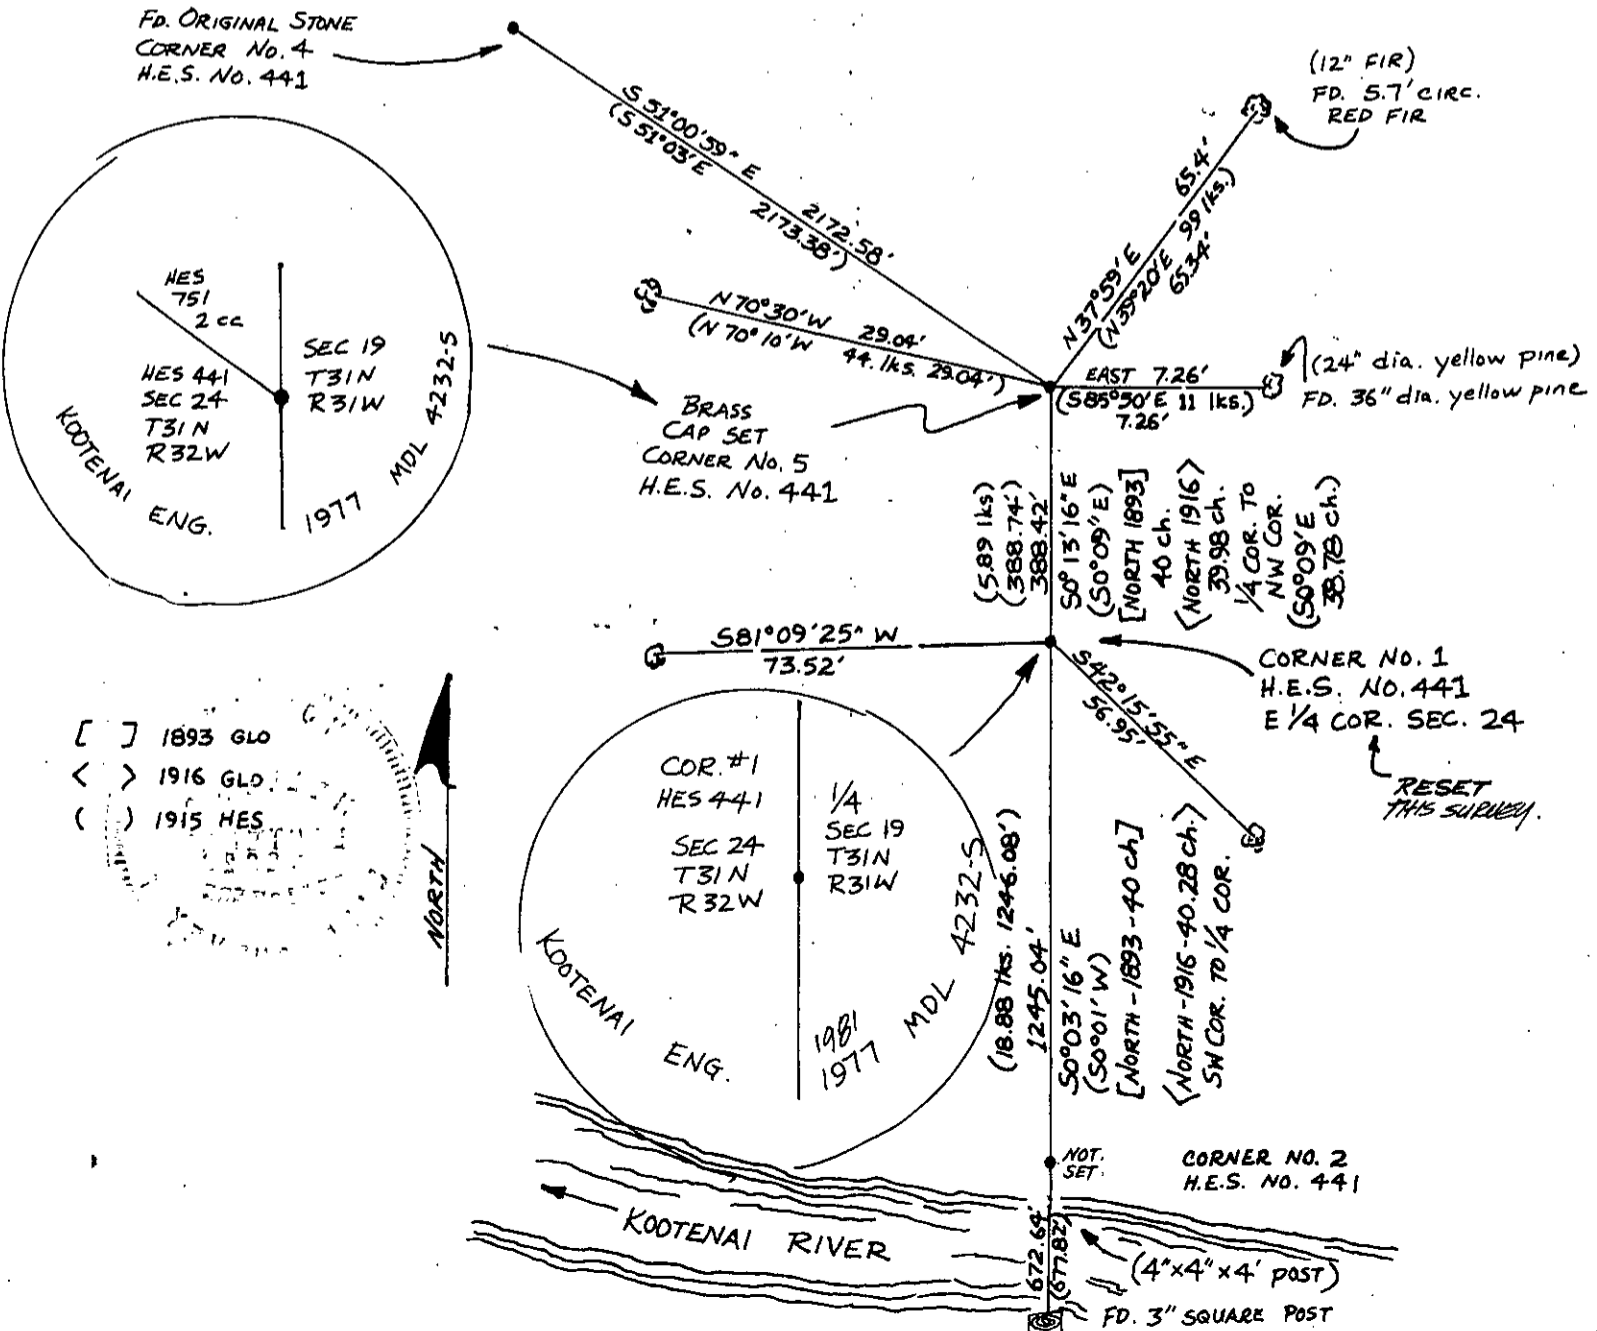 FD. ORIGINAL STONE
CORNER No. 4
H.E.S. No. 441
S 51°00'59" E 2172.58'
(S 51°03' E 2173.38')
(12" FIR)
FD. 5.7' CIRC.
RED FIR
N 37°59' E 65.4'
(N 39°20' E 99 lks.)
65.34'
HES
751
2 cc
HES 441
SEC 24
T31N
R32W
SEC 19
T31N
R31W
KOOTENAI ENG. 1977 MDL 4232-S
N 70°30' W 29.04'
(N 70°10' W 44. lks. 29.04')
EAST 7.26'
(S85°50'E 11 lks.)
7.26'
(24" dia. yellow pine)
FD. 36" dia. yellow pine
BRASS
CAP SET
CORNER No. 5
H.E.S. No. 441
(5.89 lks)
(388.74')
388.42'
S0°13'16" E
(S0°09" E)
[NORTH 1893]
40 ch.
<NORTH 1916>
39.98 ch.
1/4 COR. TO
NW COR.
(S0°09'E
38.78 ch.)
S81°09'25" W
73.52'
CORNER NO. 1
H.E.S. NO. 441
E 1/4 COR. SEC. 24
RESET
THIS SURVEY.
S42°15'55" E
56.95'
[ ] 1893 GLO
< > 1916 GLO
( ) 1915 HES
NORTH
COR. #1
HES 441
SEC 24
T31N
R32W
1/4
SEC 19
T31N
R31W
KOOTENAI ENG. 1981
1977 MDL 4232-S
(18.88 lks. 1246.08')
1245.04'
S0°03'16" E
(S0°01' W)
[NORTH-1893-40 ch]
<NORTH-1916-40.28 ch.>
SW COR. TO 1/4 COR.
NOT.
SET
CORNER NO. 2
H.E.S. NO. 441
KOOTENAI RIVER
672.64'
(677.82')
(4"x4"x4' POST)
FD. 3" SQUARE POST